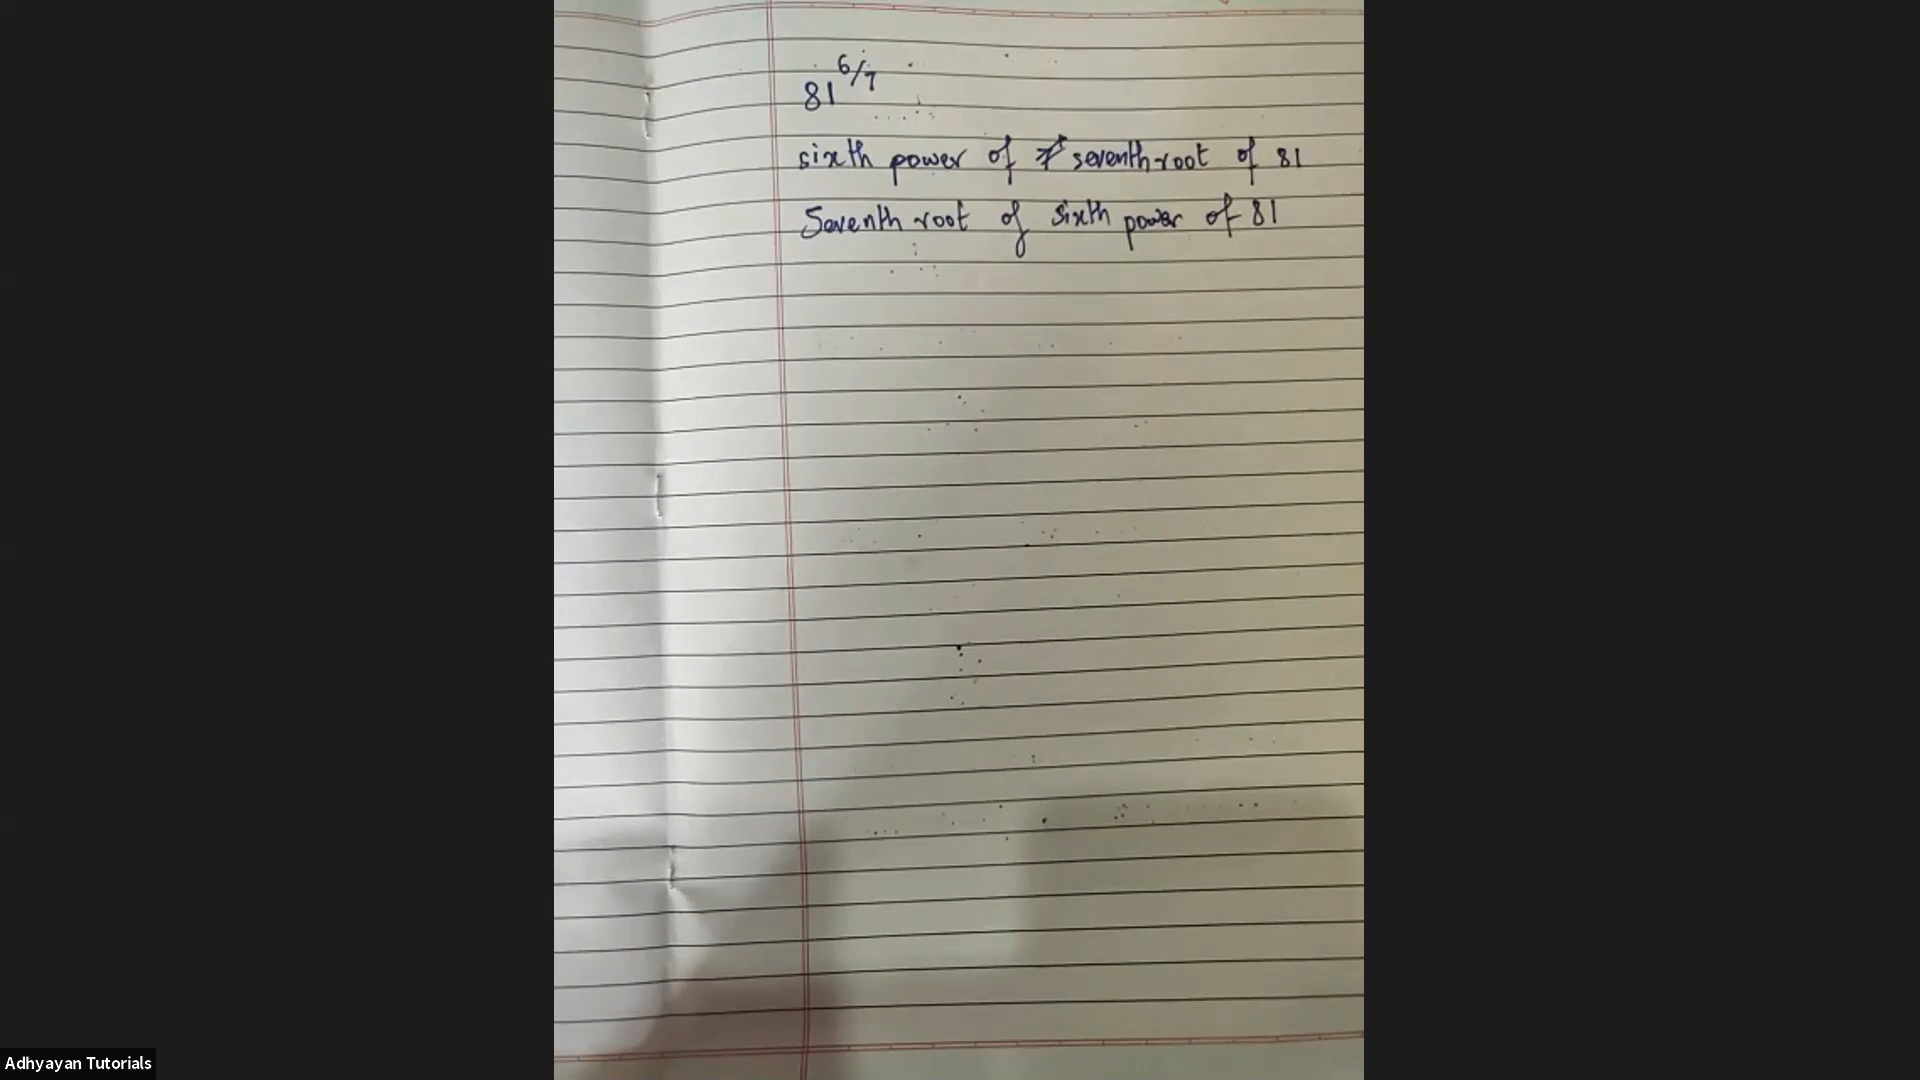 81^6/7
sixth power of seventh root of 81
Seventh root of sixth power of 81
Adhyayan Tutorials